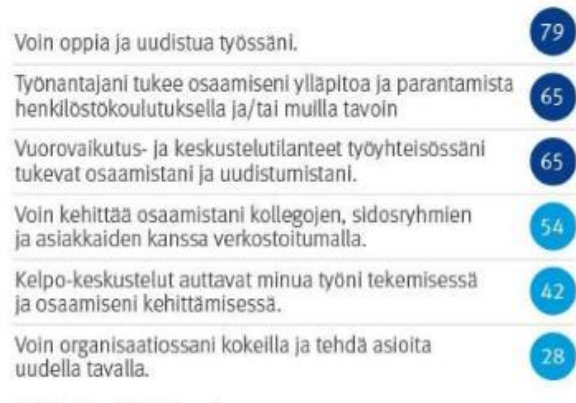 Voin oppia ja uudistua työssäni. 79
Työnantajani tukee osaamiseni ylläpitoa ja parantamista
henkilöstökoulutuksella ja/tai muilla tavoin 65
Vuorovaikutus- ja keskustelutilanteet työyhteisössäni
tukevat osaamistani ja uudistumistani. 65
Voin kehittää osaamistani kollegojen, sidosryhmien
ja asiakkaiden kanssa verkostoitumalla. 54
Kelpo-keskustelut auttavat minua työni tekemisessä
ja osaamiseni kehittämisessä. 42
Voin organisaatiossani kokeilla ja tehdä asioita
uudella tavalla. 28